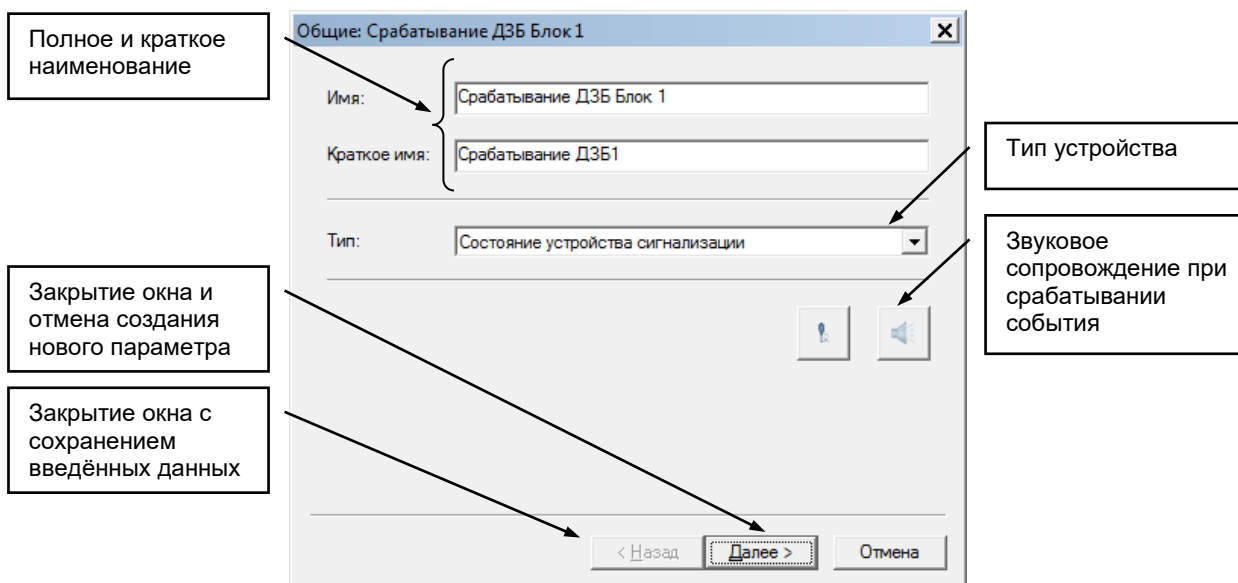 Полное и краткое
наименование
Общие: Срабатывание ДЗБ Блок 1
Имя:
Срабатывание ДЗБ Блок 1
Краткое имя:
Срабатывание ДЗБ1
Тип устройства
Тип:
Состояние устройства сигнализации
Звуковое
сопровождение при
срабатывании
события
Закрытие окна и
отмена создания
нового параметра
Закрытие окна с
сохранением
введённых данных
< Назад
Далее >
Отмена